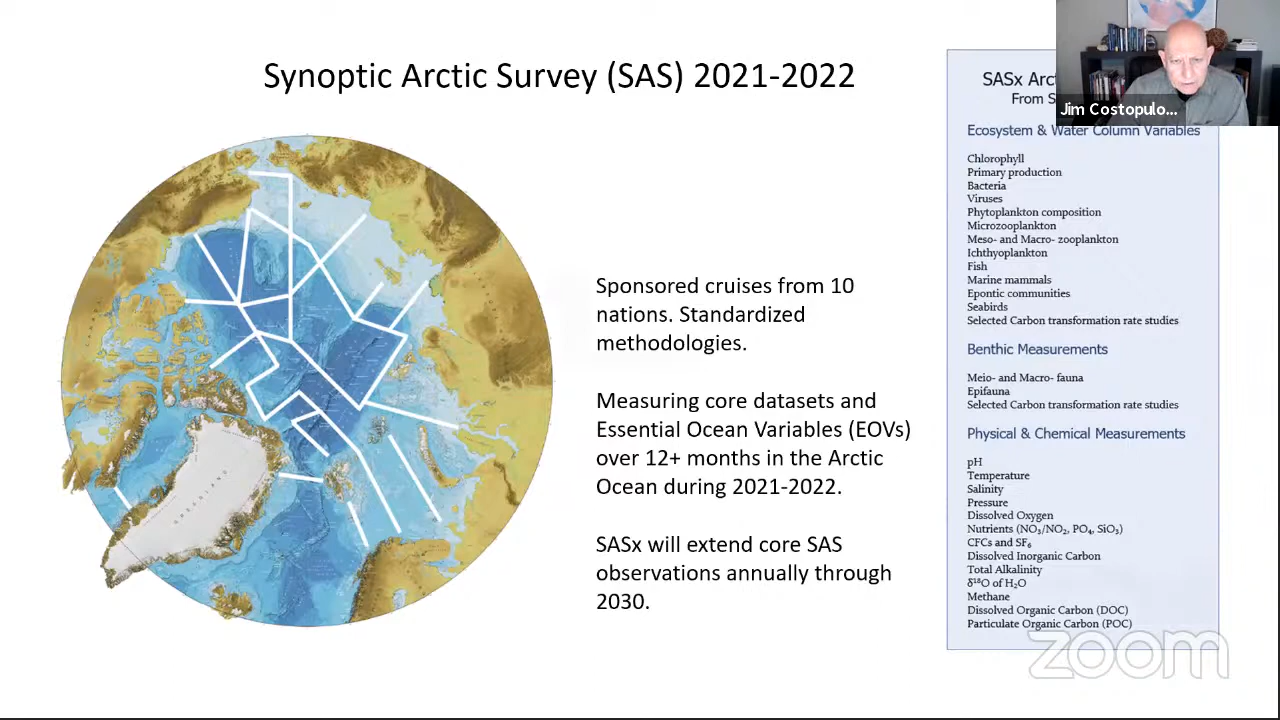 Synoptic Arctic Survey (SAS) 2021-2022
Sponsored cruises from 10
nations. Standardized
methodologies.
Measuring core datasets and
Essential Ocean Variables (EOVs)
over 12+ months in the Arctic
Ocean during 2021-2022.
SASx will extend core SAS
observations annually through
2030.
GREENLAND
SASx
From
Ecosystem & Water Column Variables
Chlorophyll
Primary production
Bacteria
Viruses
Phytoplankton composition
Microzooplankton
Meso- and Macro- zooplankton
Ichthyoplankton
Fish
Marine mammals
Epontic communities
Seabirds
Selected Carbon transformation rate studies
Benthic Measurements
Meio- and Macro- fauna
Epifauna
Selected Carbon transformation rate studies
Physical & Chemical Measurements
pH
Temperature
Salinity
Pressure
Dissolved Oxygen
Nutrients (NO₃/NO₂, PO₄, SiO₃)
CFCs and SF₆
Dissolved Inorganic Carbon
Total Alkalinity
δ¹⁸O of H₂O
Methane
Dissolved Organic Carbon (DOC)
Particulate Organic Carbon (POC)
Jim Costopulo...
zoom